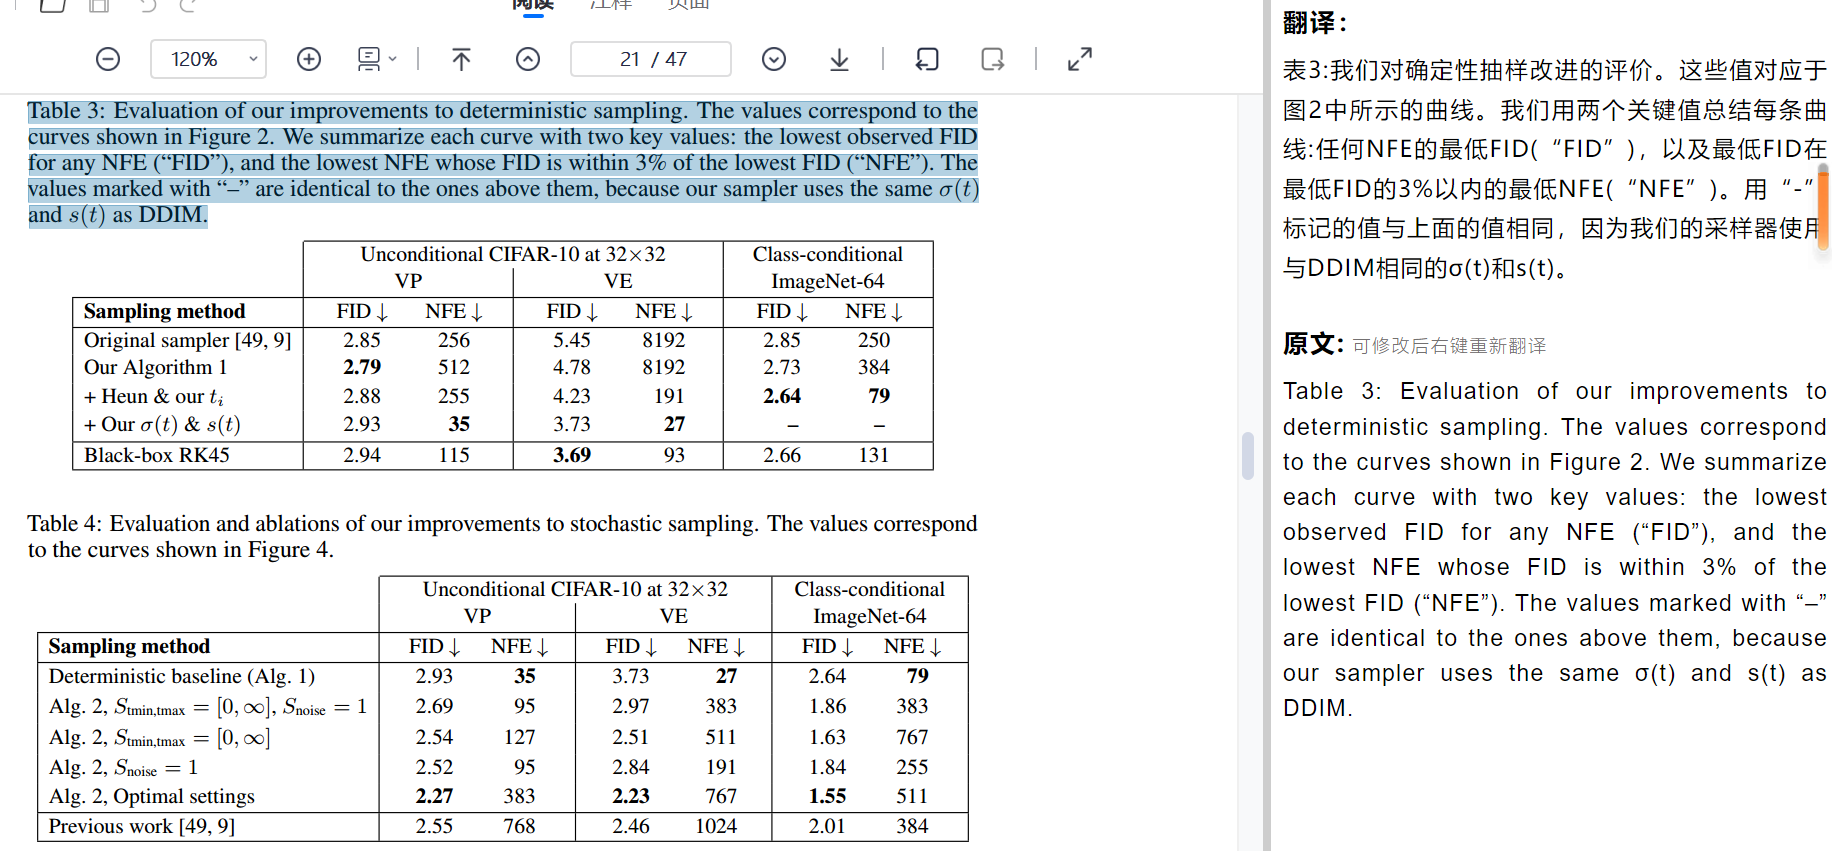 阅读 注释 页面
120% 21 / 47
Table 3: Evaluation of our improvements to deterministic sampling. The values correspond to the
curves shown in Figure 2. We summarize each curve with two key values: the lowest observed FID
for any NFE (“FID”), and the lowest NFE whose FID is within 3% of the lowest FID (“NFE”). The
values marked with “–” are identical to the ones above them, because our sampler uses the same σ(t)
and s(t) as DDIM.
Unconditional CIFAR-10 at 32×32 Class-conditional
VP VE ImageNet-64
Sampling method FID ↓ NFE ↓ FID ↓ NFE ↓ FID ↓ NFE ↓
Original sampler [49, 9] 2.85 256 5.45 8192 2.85 250
Our Algorithm 1 2.79 512 4.78 8192 2.73 384
+ Heun & our tᵢ 2.88 255 4.23 191 2.64 79
+ Our σ(t) & s(t) 2.93 35 3.73 27 – –
Black-box RK45 2.94 115 3.69 93 2.66 131
Table 4: Evaluation and ablations of our improvements to stochastic sampling. The values correspond
to the curves shown in Figure 4.
Unconditional CIFAR-10 at 32×32 Class-conditional
VP VE ImageNet-64
Sampling method FID ↓ NFE ↓ FID ↓ NFE ↓ FID ↓ NFE ↓
Deterministic baseline (Alg. 1) 2.93 35 3.73 27 2.64 79
Alg. 2, Stmin,tmax = [0, ∞], Snoise = 1 2.69 95 2.97 383 1.86 383
Alg. 2, Stmin,tmax = [0, ∞] 2.54 127 2.51 511 1.63 767
Alg. 2, Snoise = 1 2.52 95 2.84 191 1.84 255
Alg. 2, Optimal settings 2.27 383 2.23 767 1.55 511
Previous work [49, 9] 2.55 768 2.46 1024 2.01 384
翻译：
表3:我们对确定性抽样改进的评价。这些值对应于
图2中所示的曲线。我们用两个关键值总结每条曲
线:任何NFE的最低FID(“FID”)，以及最低FID在
最低FID的3%以内的最低NFE(“NFE”)。用“-”
标记的值与上面的值相同，因为我们的采样器使用
与DDIM相同的σ(t)和s(t)。
原文: 可修改后右键重新翻译
Table 3: Evaluation of our improvements to
deterministic sampling. The values correspond
to the curves shown in Figure 2. We summarize
each curve with two key values: the lowest
observed FID for any NFE (“FID”), and the
lowest NFE whose FID is within 3% of the
lowest FID (“NFE”). The values marked with “–”
are identical to the ones above them, because
our sampler uses the same σ(t) and s(t) as
DDIM.